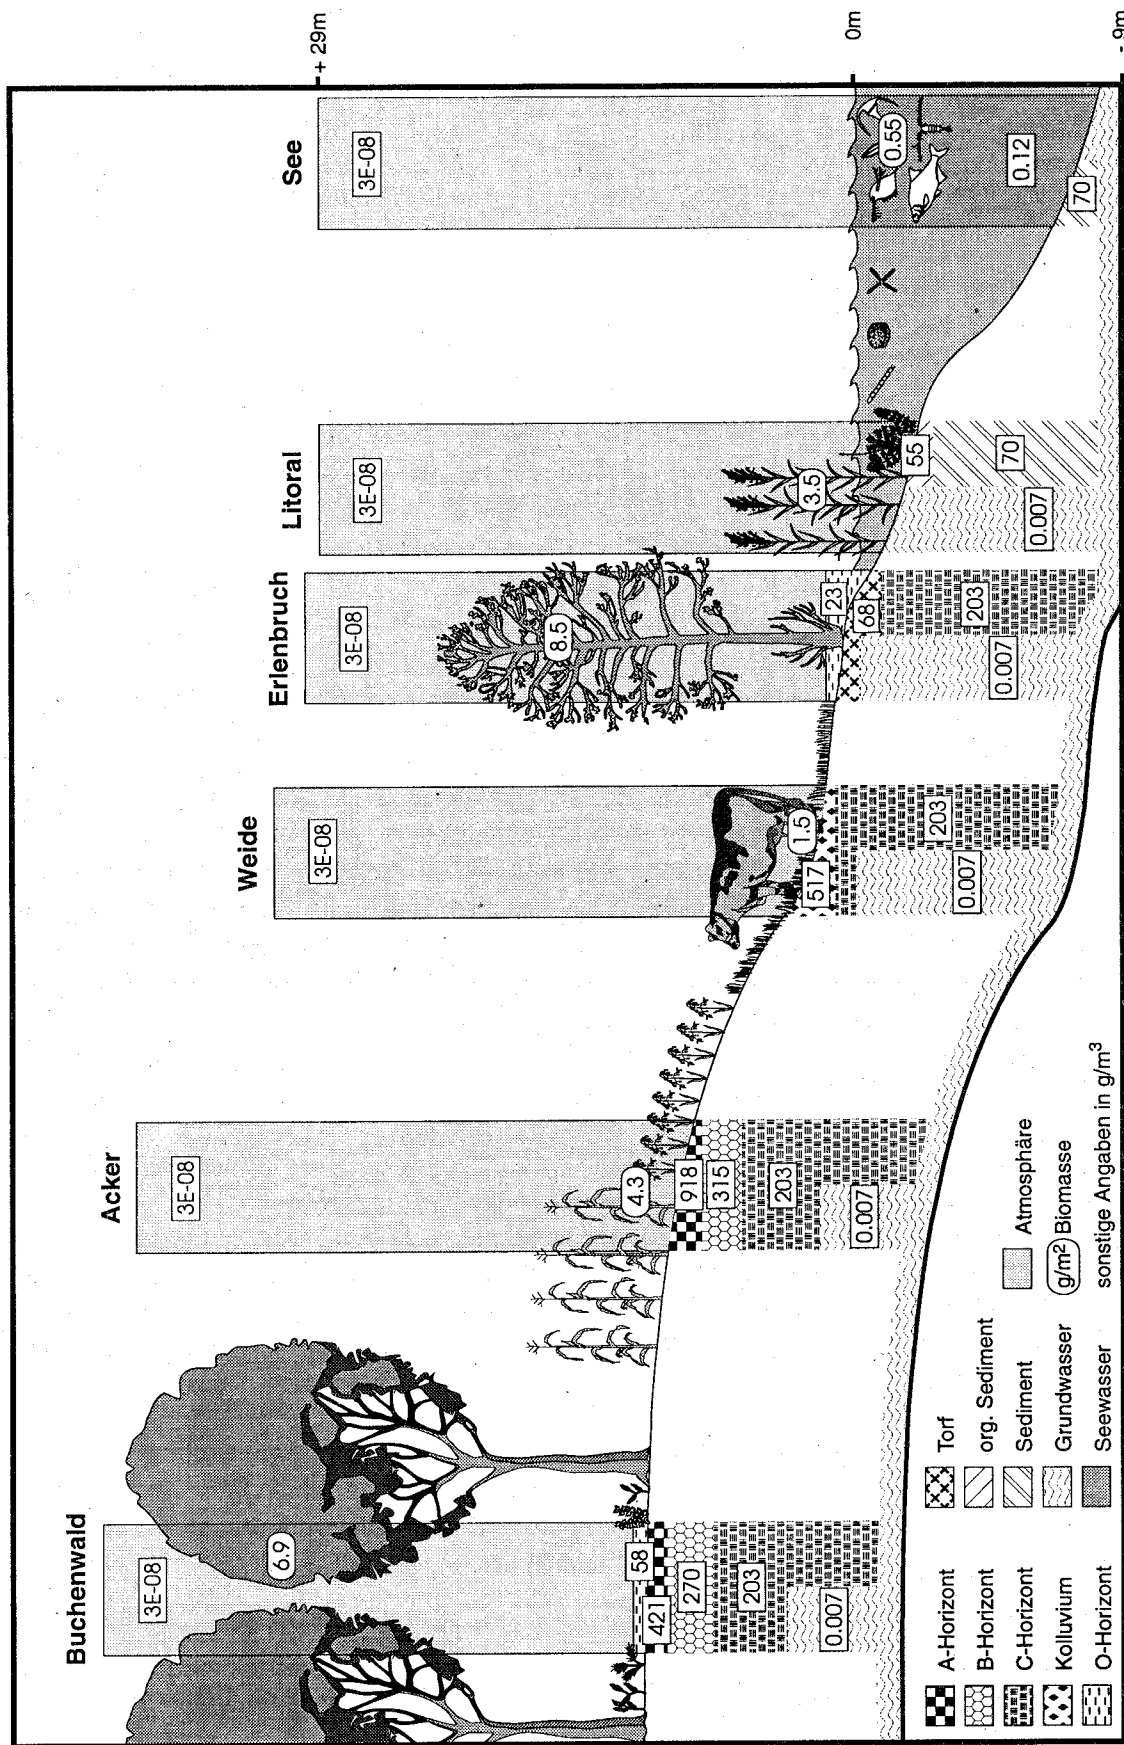 Buchenwald
Acker
Weide
Erlenbruch
Litoral
See
+ 29m
0m
- 9m
3E-08
3E-08
3E-08
3E-08
3E-08
3E-08
6.9
58
421
270
203
0.007
4.3
918
315
203
0.007
1.5
517
203
0.007
8.5
23
68
203
0.007
3.5
55
70
0.007
0.55
0.12
70
A-Horizont
B-Horizont
C-Horizont
Kolluvium
O-Horizont
Torf
org. Sediment
Sediment
Grundwasser
Seewasser
Atmosphäre
g/m² Biomasse
sonstige Angaben in g/m³